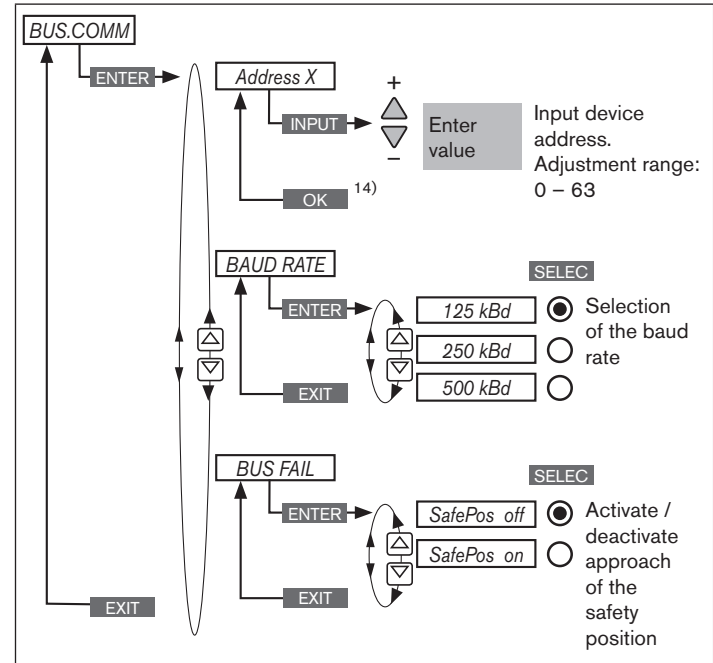 BUS.COMM
ENTER
Address X
INPUT
+
–
Enter
value
Input device
address.
Adjustment range:
0 – 63
OK 14)
BAUD RATE
SELEC
ENTER
125 kBd
250 kBd
500 kBd
Selection
of the baud
rate
EXIT
BUS FAIL
SELEC
ENTER
SafePos off
SafePos on
Activate /
deactivate
approach
of the
safety
position
EXIT
EXIT